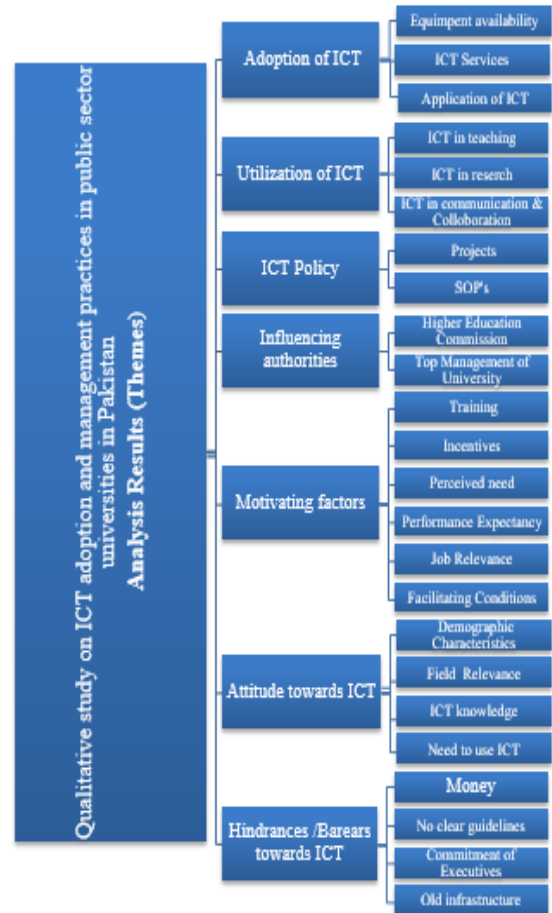 Qualitative study on ICT adoption and management practices in public sector
universities in Pakistan
Analysis Results (Themes)
Adoption of ICT
Equimpent availability
ICT Services
Application of ICT
Utilization of ICT
ICT in teaching
ICT in reserch
ICT in communication &
Colloboration
ICT Policy
Projects
SOP's
Influencing
authorities
Higher Education
Commission
Top Management of
University
Motivating factors
Training
Incentives
Perceived need
Performance Expectancy
Job Relevance
Facilitating Conditions
Attitude towards ICT
Demographic
Characteristics
Field Relevance
ICT knowledge
Need to use ICT
Hindrances /Barears
towards ICT
Money
No clear guidelines
Commitment of
Executives
Old infrastructure